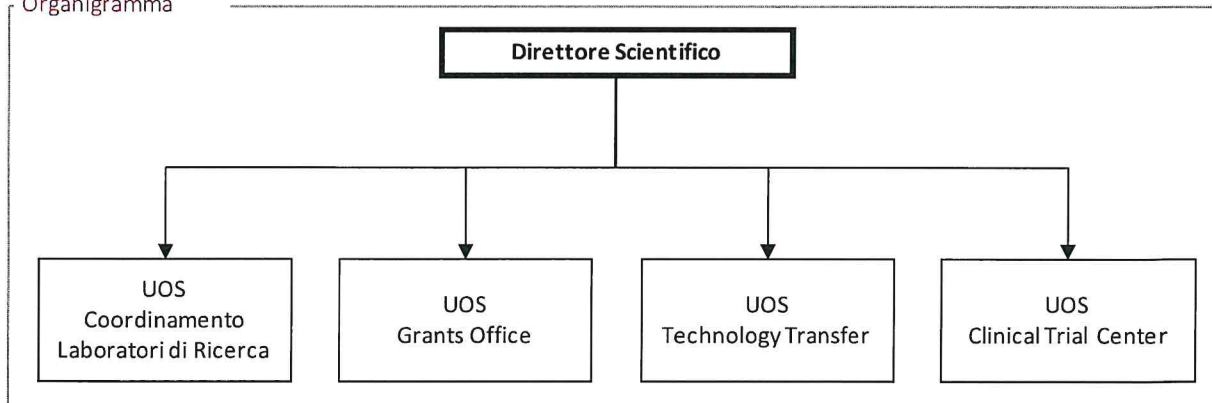 Organigramma
Direttore Scientifico
UOS
Coordinamento
Laboratori di Ricerca
UOS
Grants Office
UOS
Technology Transfer
UOS
Clinical Trial Center